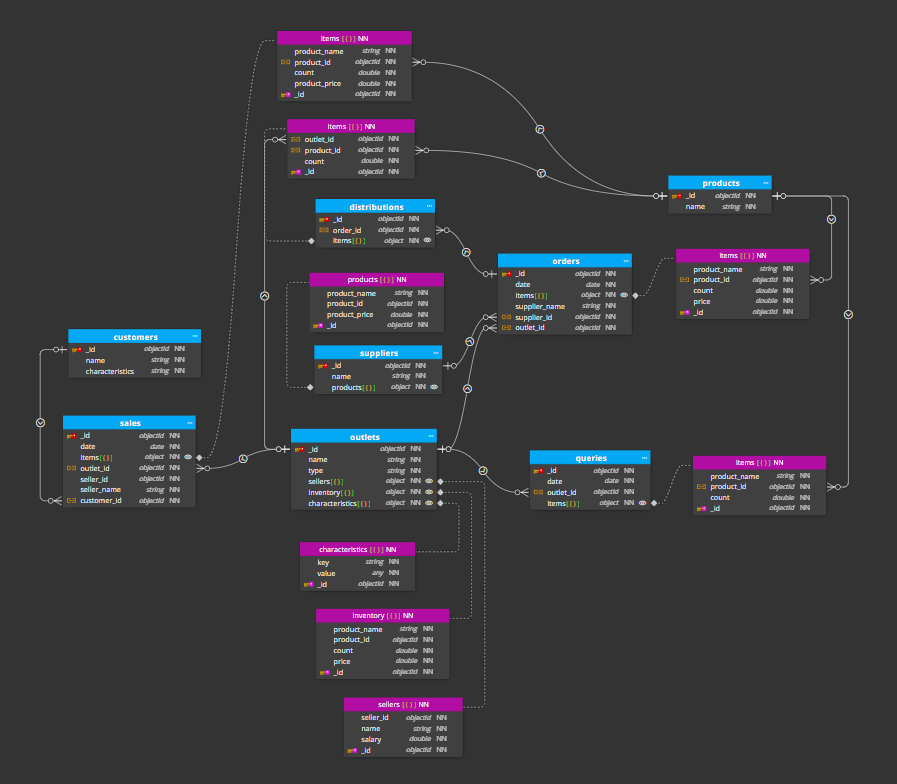 items [{}] NN
product_name string NN
product_id objectid NN
count double NN
product_price double NN
_id objectid NN
items [{}] NN
outlet_id objectid NN
product_id objectid NN
count double NN
_id objectid NN
products
_id objectid NN
name string NN
distributions
_id objectid NN
order_id objectid NN
items[{}] object NN
orders
_id objectid NN
date date NN
items[{}] object NN
supplier_name string NN
supplier_id objectid NN
outlet_id objectid NN
items [{}] NN
product_name string NN
product_id objectid NN
count double NN
price double NN
_id objectid NN
products [{}] NN
product_name string NN
product_id objectid NN
product_price double NN
_id objectid NN
customers
_id objectid NN
name string NN
characteristics string NN
suppliers
_id objectid NN
name string NN
products[{}] object NN
sales
_id objectid NN
date date NN
items[{}] object NN
outlet_id objectid NN
seller_id objectid NN
seller_name string NN
customer_id objectid NN
outlets
_id objectid NN
name string NN
type string NN
sellers[{}] object NN
inventory[{}] object NN
characteristics[{}] object NN
queries
_id objectid NN
date date NN
outlet_id objectid NN
items[{}] object NN
items [{}] NN
product_name string NN
product_id objectid NN
count double NN
_id objectid NN
characteristics [{}] NN
key string NN
value any NN
_id objectid NN
inventory [{}] NN
product_name string NN
product_id objectid NN
count double NN
price double NN
_id objectid NN
sellers [{}] NN
seller_id objectid NN
name string NN
salary double NN
_id objectid NN